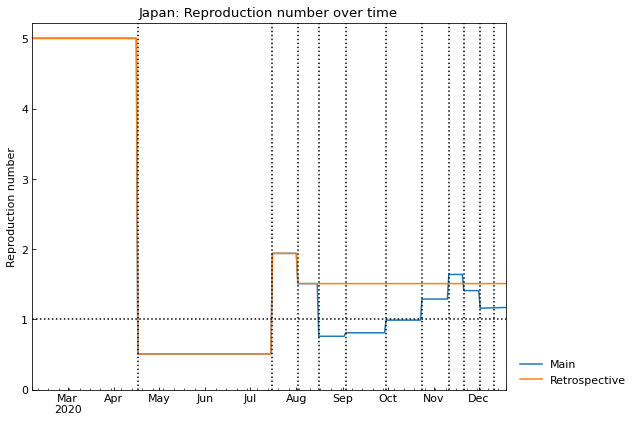 Japan: Reproduction number over time
Reproduction number
5
4
3
2
1
0
Mar Apr May Jun Jul Aug Sep Oct Nov Dec
2020
Main
Retrospective